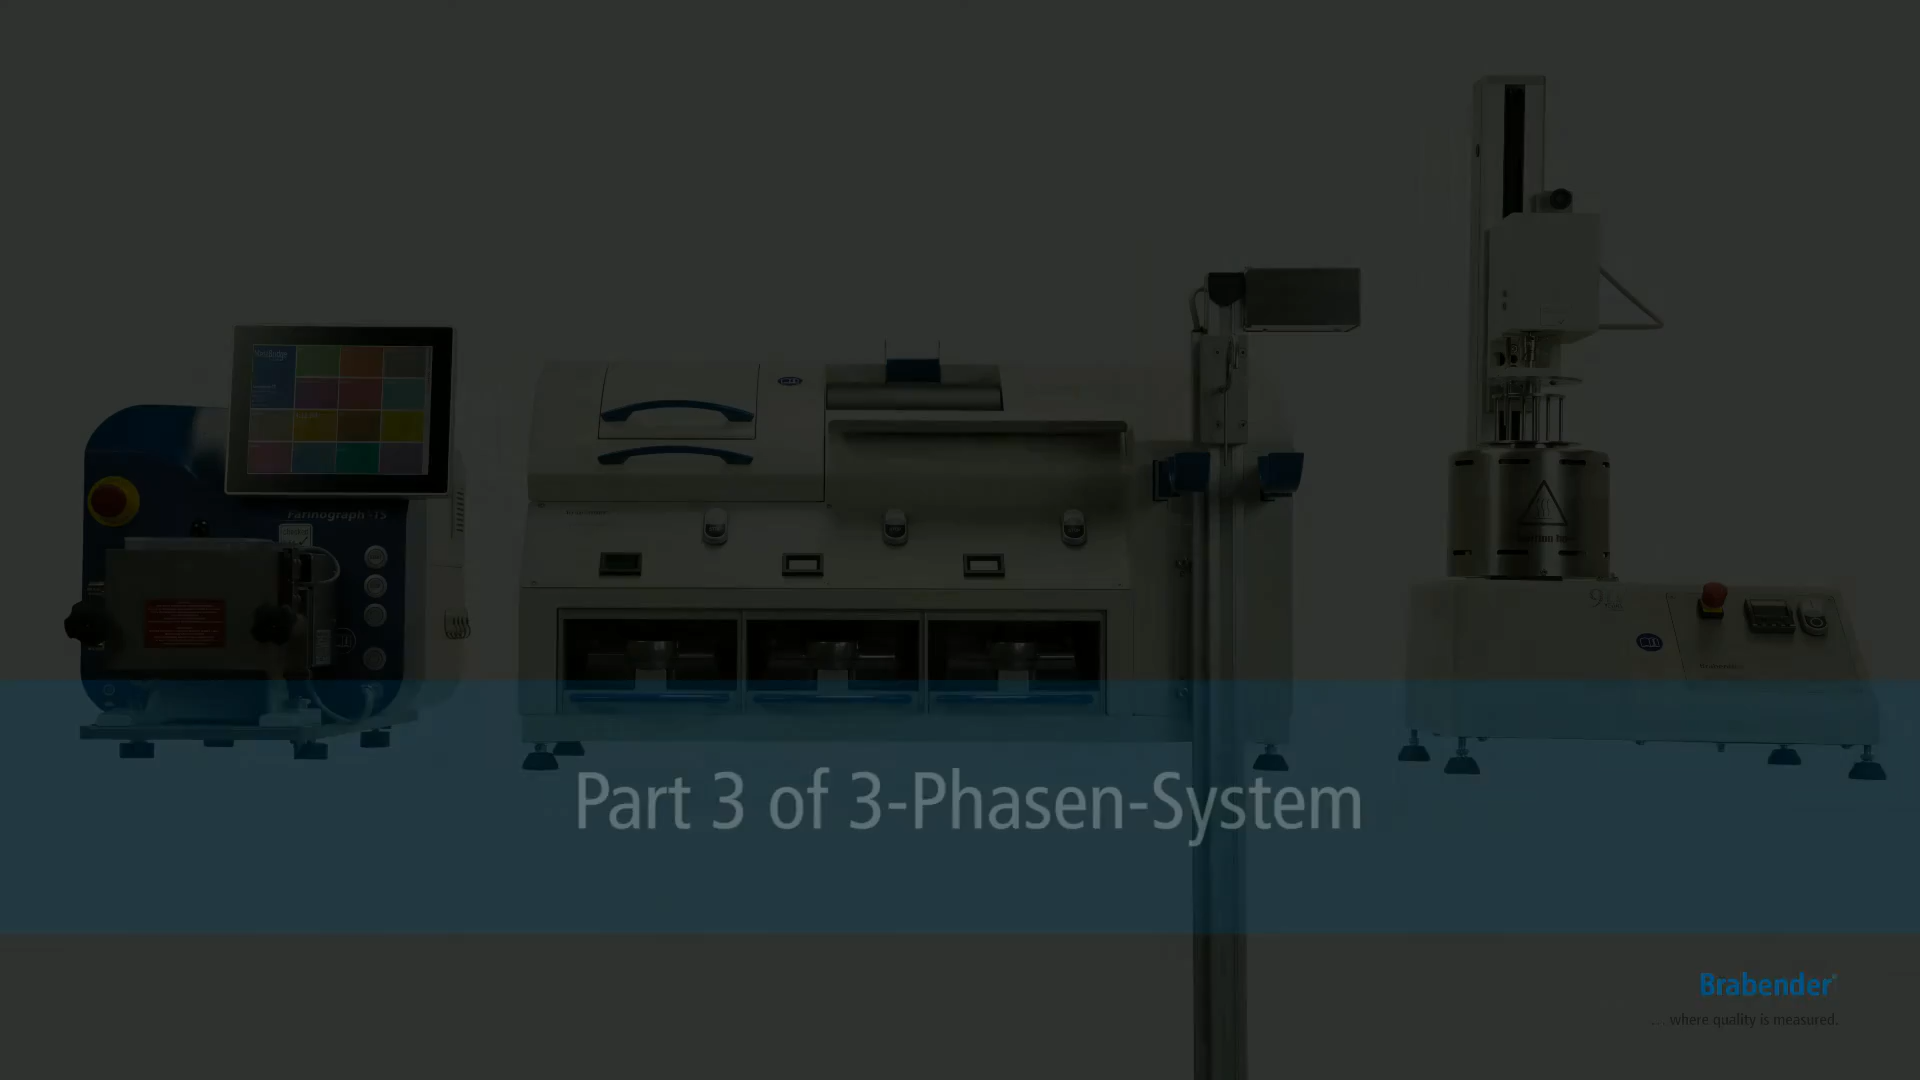 Farinograph®-TS
Part 3 of 3-Phasen-System
Brabender®
... where quality is measured.